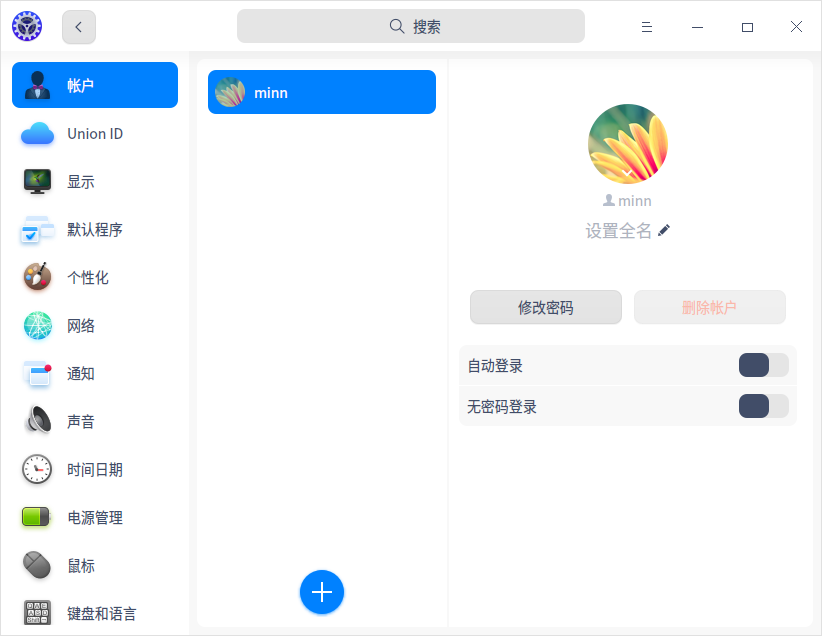 搜索
帐户
Union ID
显示
默认程序
个性化
网络
通知
声音
时间日期
电源管理
鼠标
键盘和语言
minn
minn
设置全名
修改密码
删除帐户
自动登录
无密码登录